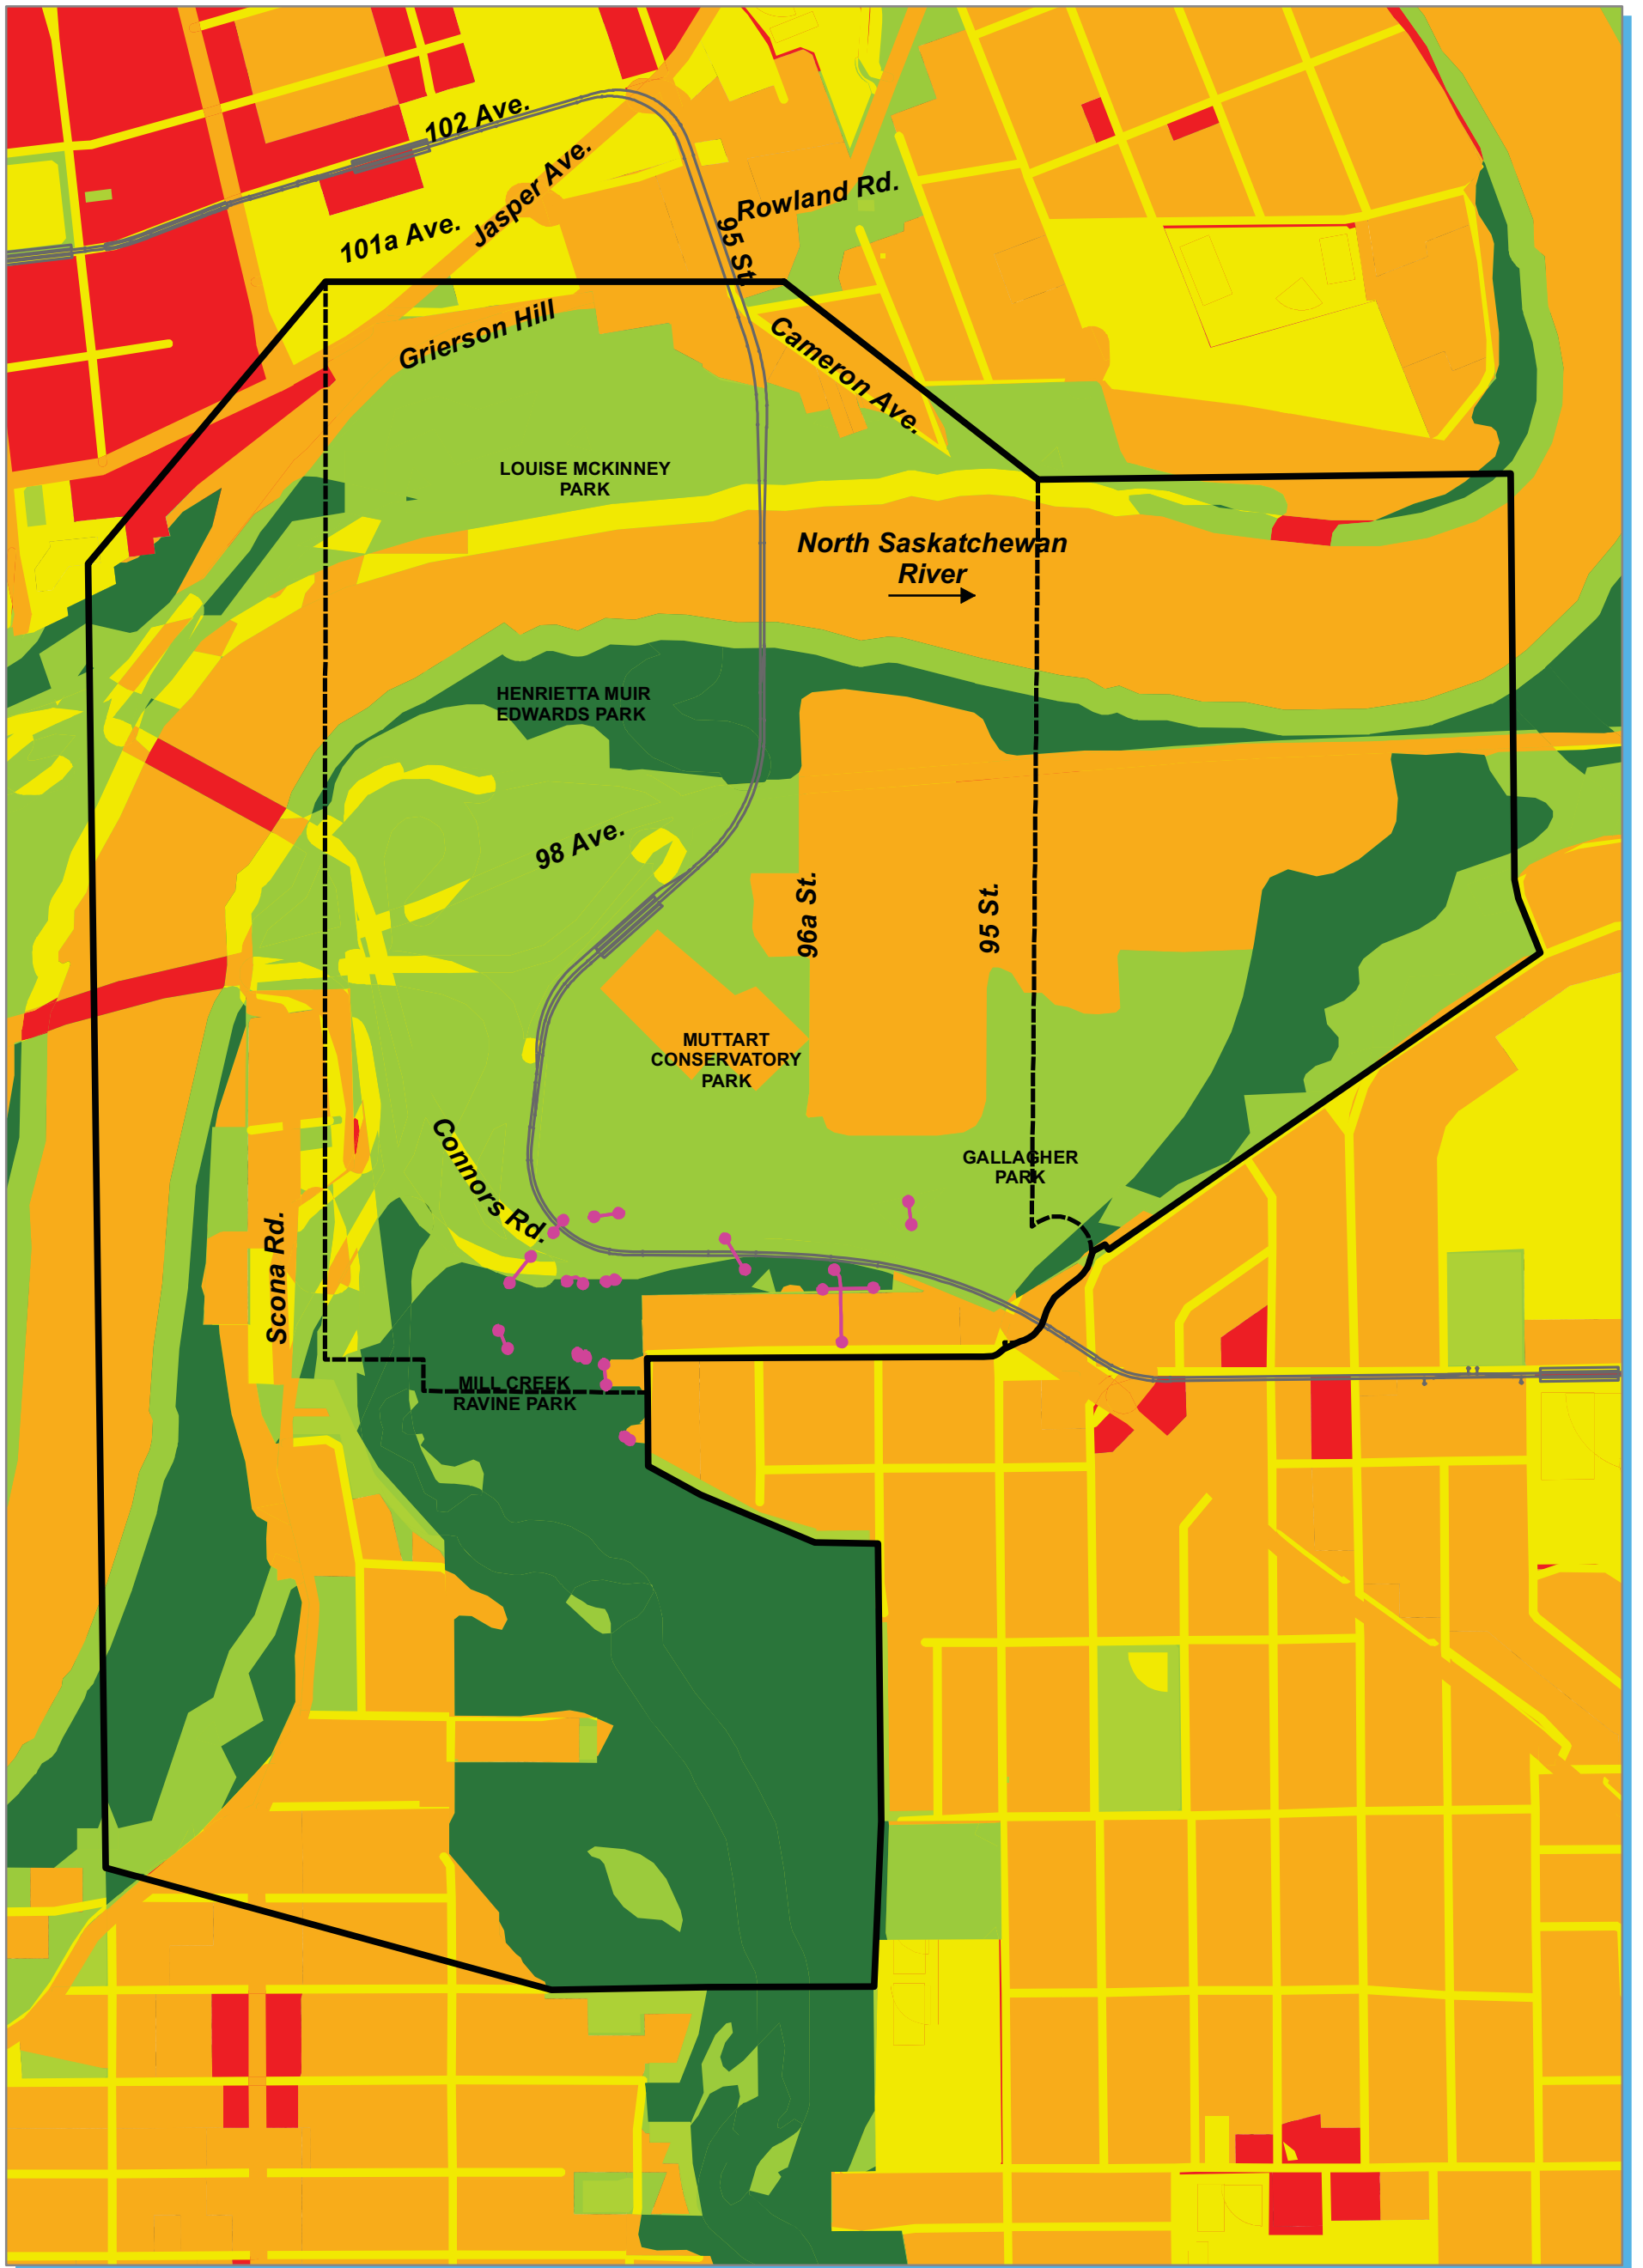 102 Ave.
Jasper Ave.
101a Ave.
Rowland Rd.
95 St.
Grierson Hill
Cameron Ave.
LOUISE MCKINNEY
PARK
North Saskatchewan
River
HENRIETTA MUIR
EDWARDS PARK
98 Ave.
96a St.
95 St.
MUTTART
CONSERVATORY
PARK
Connors Rd.
GALLAGHER
PARK
Scona Rd.
MILL CREEK
RAVINE PARK